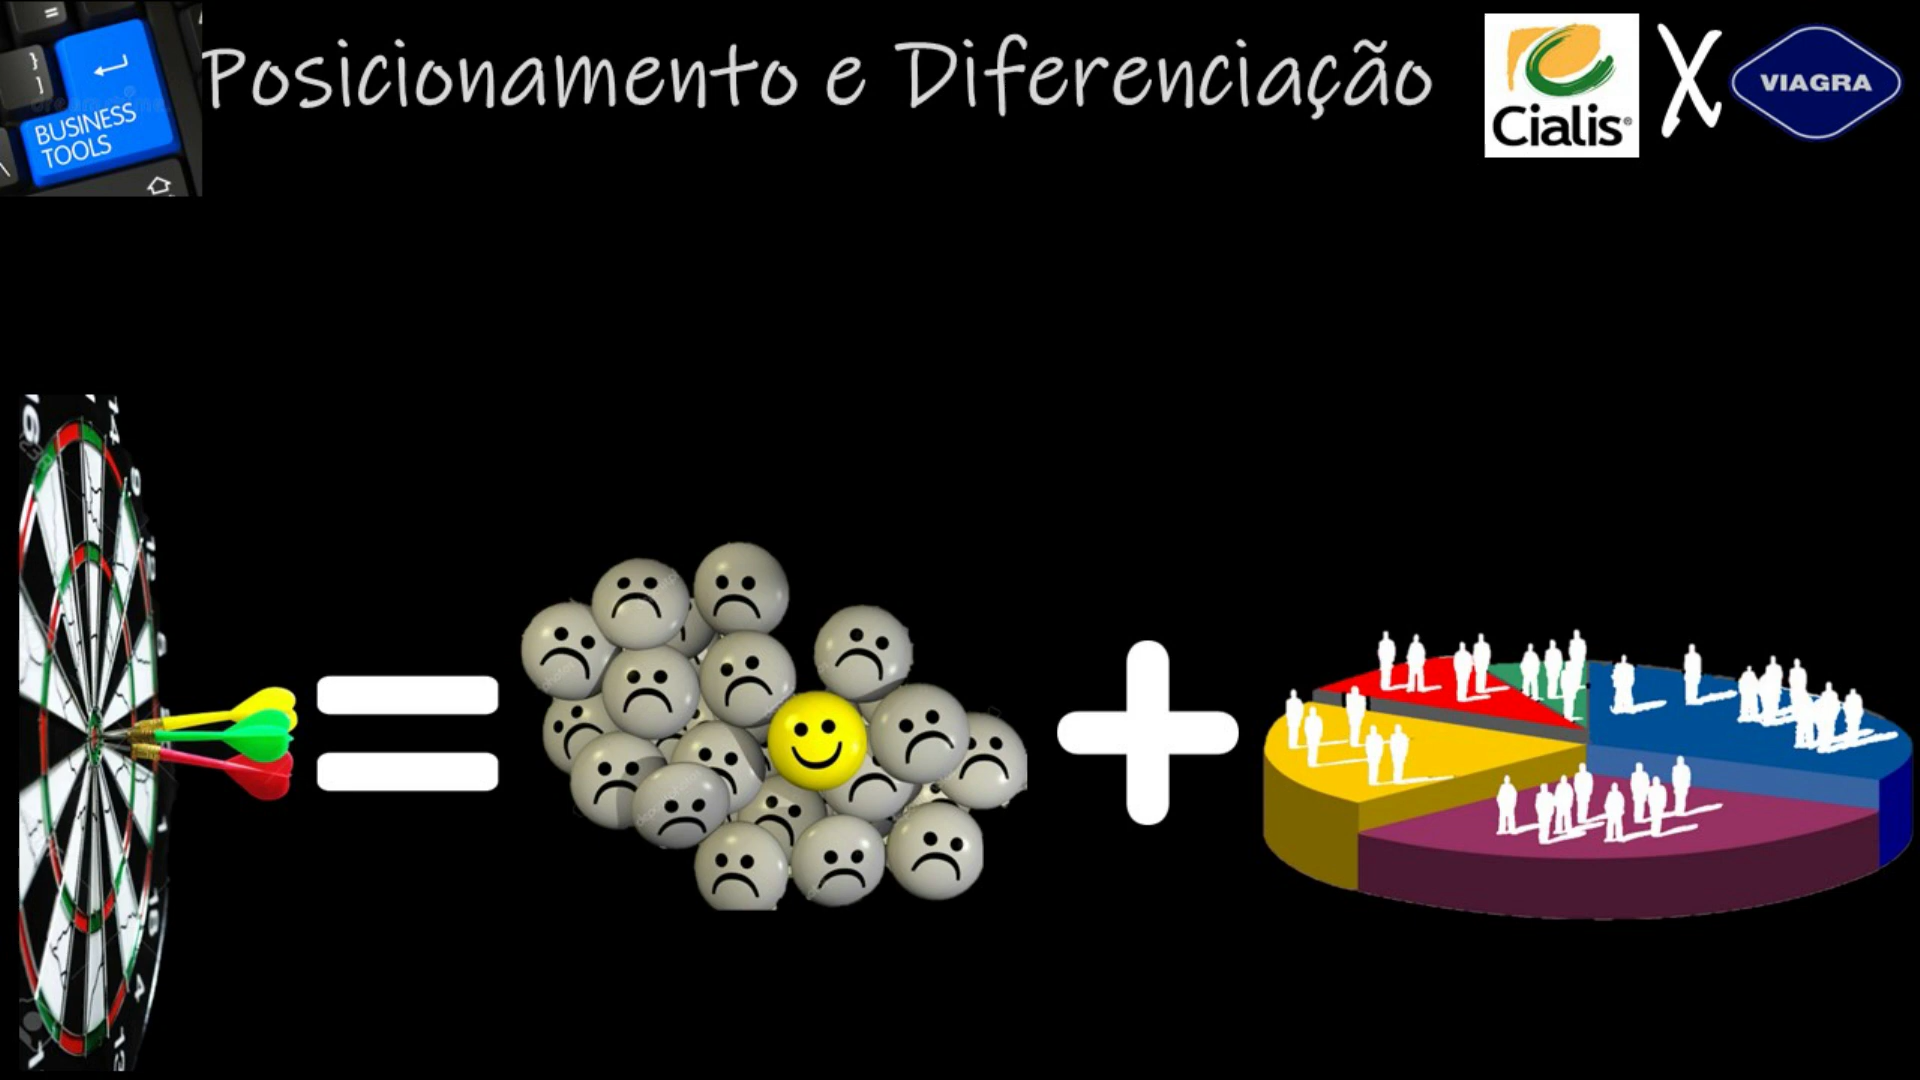 Posicionamento e Diferenciação
BUSINESS
TOOLS
Cialis®
X
VIAGRA